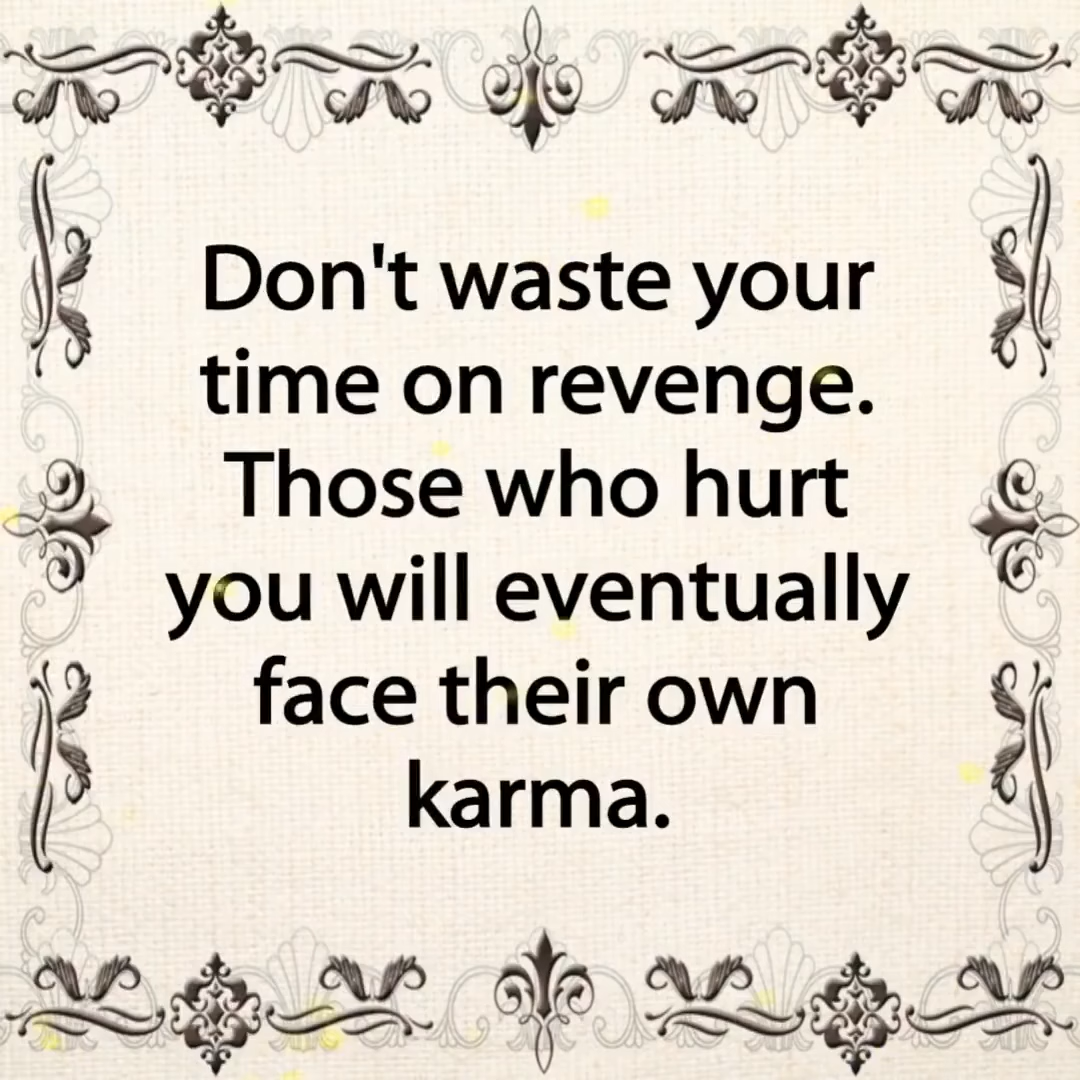 Don't waste your
time on revenge.
Those who hurt
you will eventually
face their own
karma.